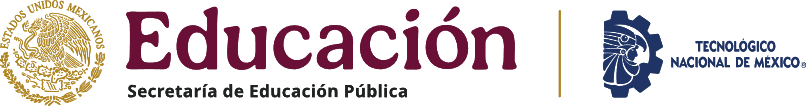 ESTADOS UNIDOS MEXICANOS
Educación
Secretaría de Educación Pública
TECNOLÓGICO
NACIONAL DE MÉXICO®